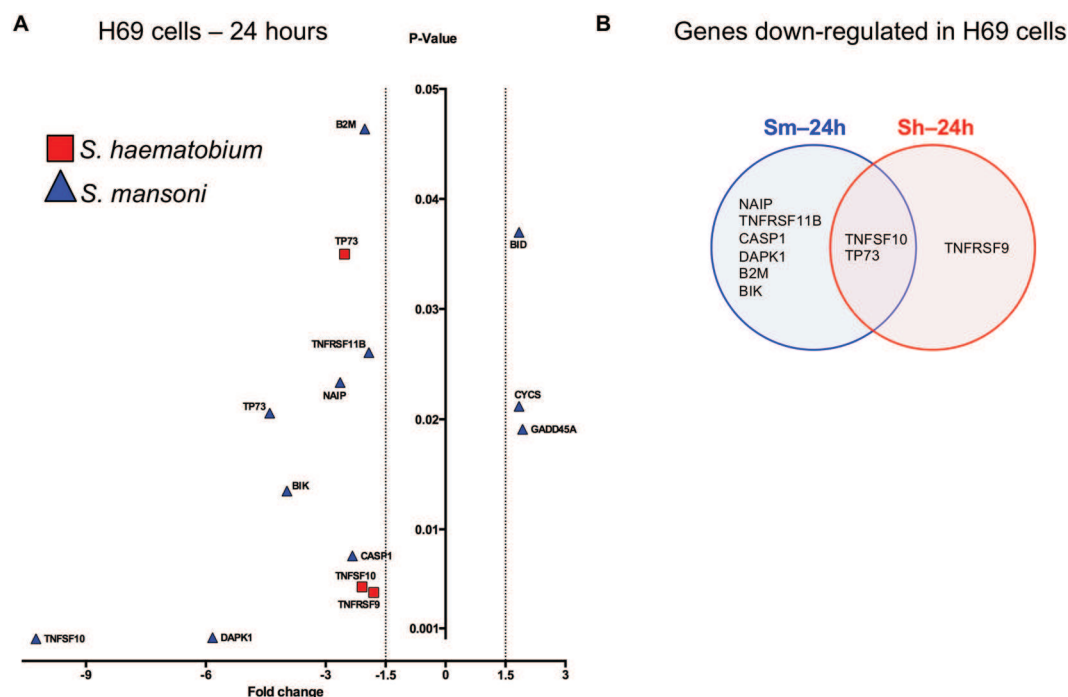 A
H69 cells – 24 hours
P-Value
0.05
B2M
S. haematobium
S. mansoni
0.04
BID
TP73
0.03
TNFRSF11B
NAIP
CYCS
TP73
0.02
GADD45A
BIK
0.01
CASP1
TNFSF10
TNFRSF9
0.001
TNFSF10
DAPK1
-9
-6
-3
-1.5
0
1.5
3
Fold change
B
Genes down-regulated in H69 cells
Sm–24h
Sh–24h
NAIP
TNFRSF11B
CASP1
DAPK1
B2M
BIK
TNFSF10
TP73
TNFRSF9